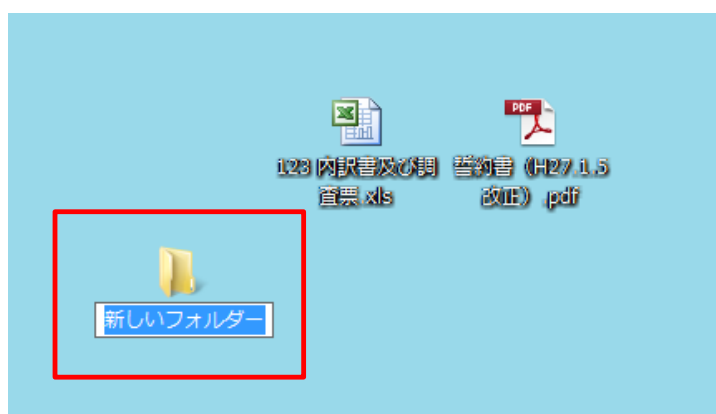 PDF
123 内訳書及び調
査票.xls
誓約書（H27.1.5
改正）.pdf
新しいフォルダー